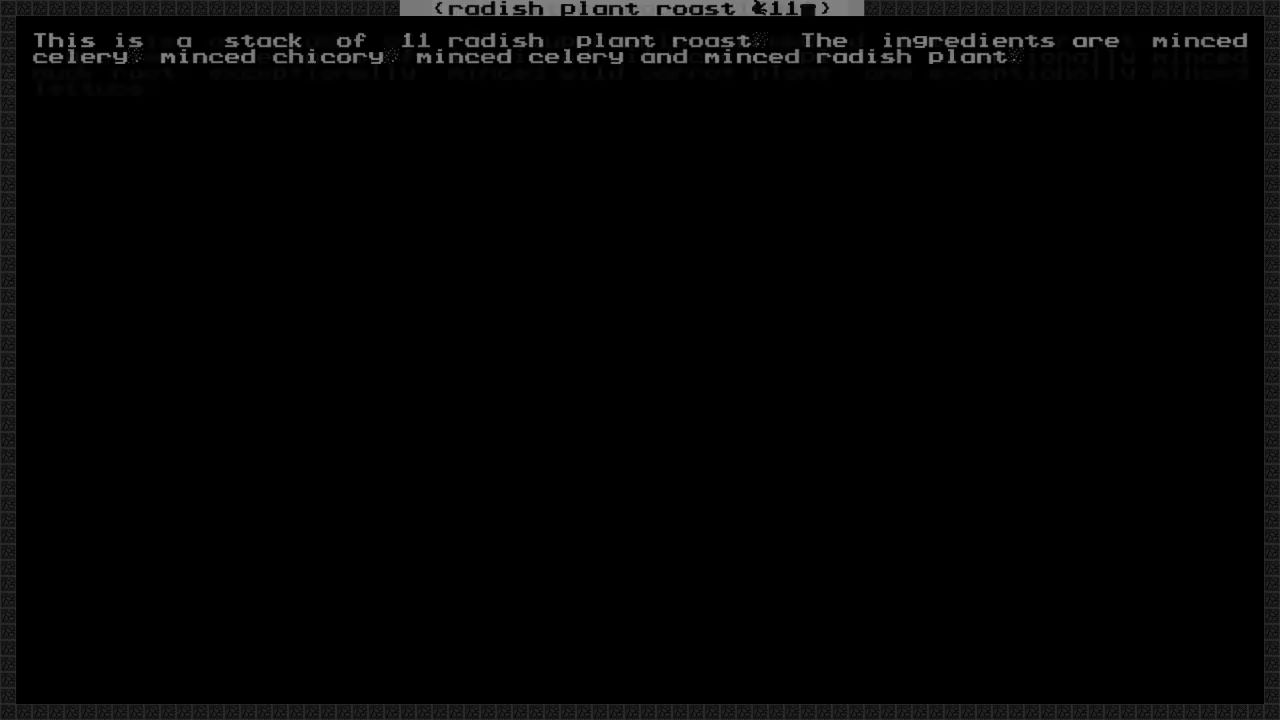 (radish plant roast [11])
This is a stack of 11 radish plant roast. The ingredients are minced
celery, minced chicory, minced celery and minced radish plant.